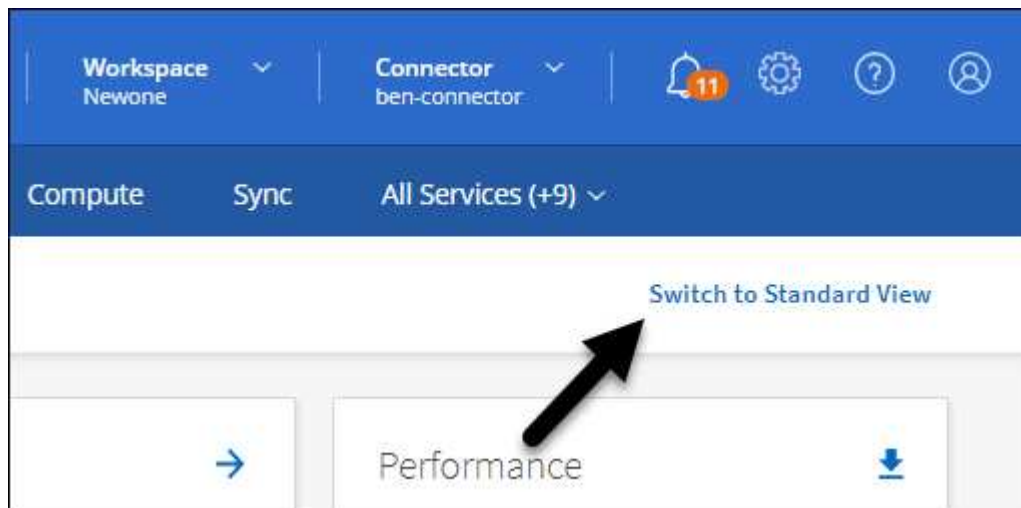 Workspace
Newone
Connector
ben-connector
11
?
Compute
Sync
All Services (+9)
Switch to Standard View
Performance